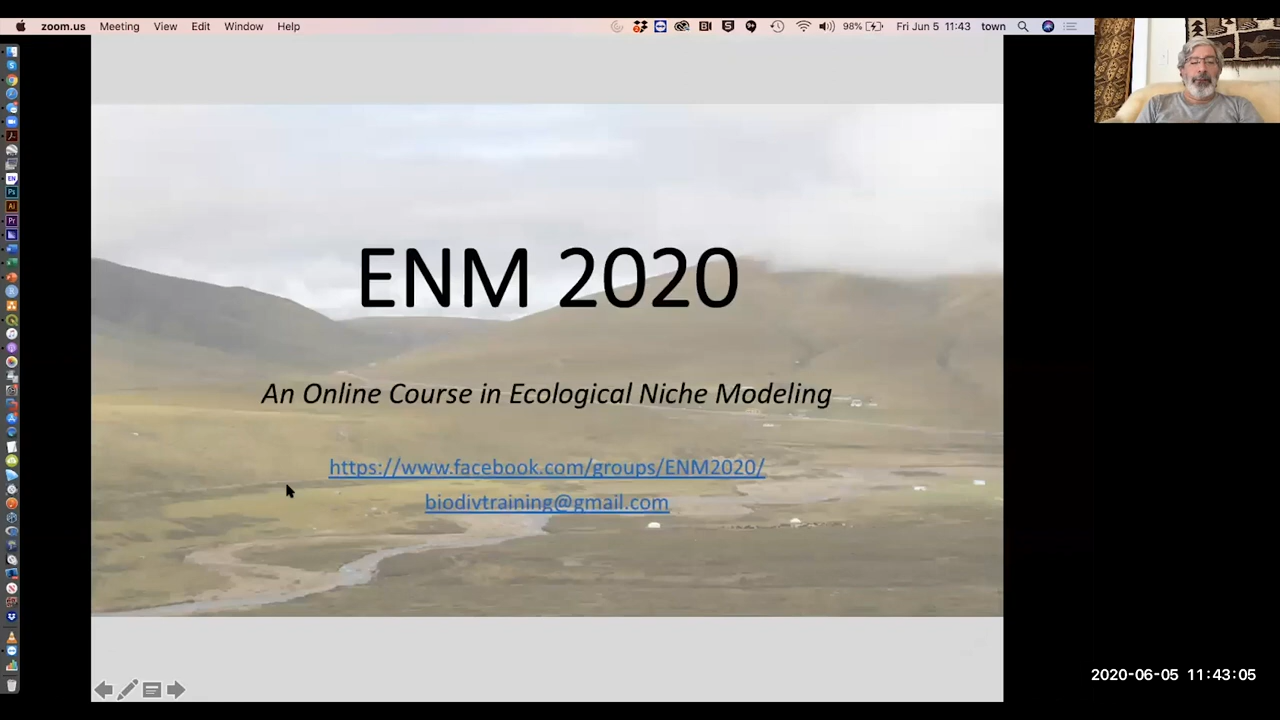 zoom.us Meeting View Edit Window Help 98% Fri Jun 5 11:43 town
ENM 2020
An Online Course in Ecological Niche Modeling
https://www.facebook.com/groups/ENM2020/
biodivtraining@gmail.com
2020-06-05 11:43:05